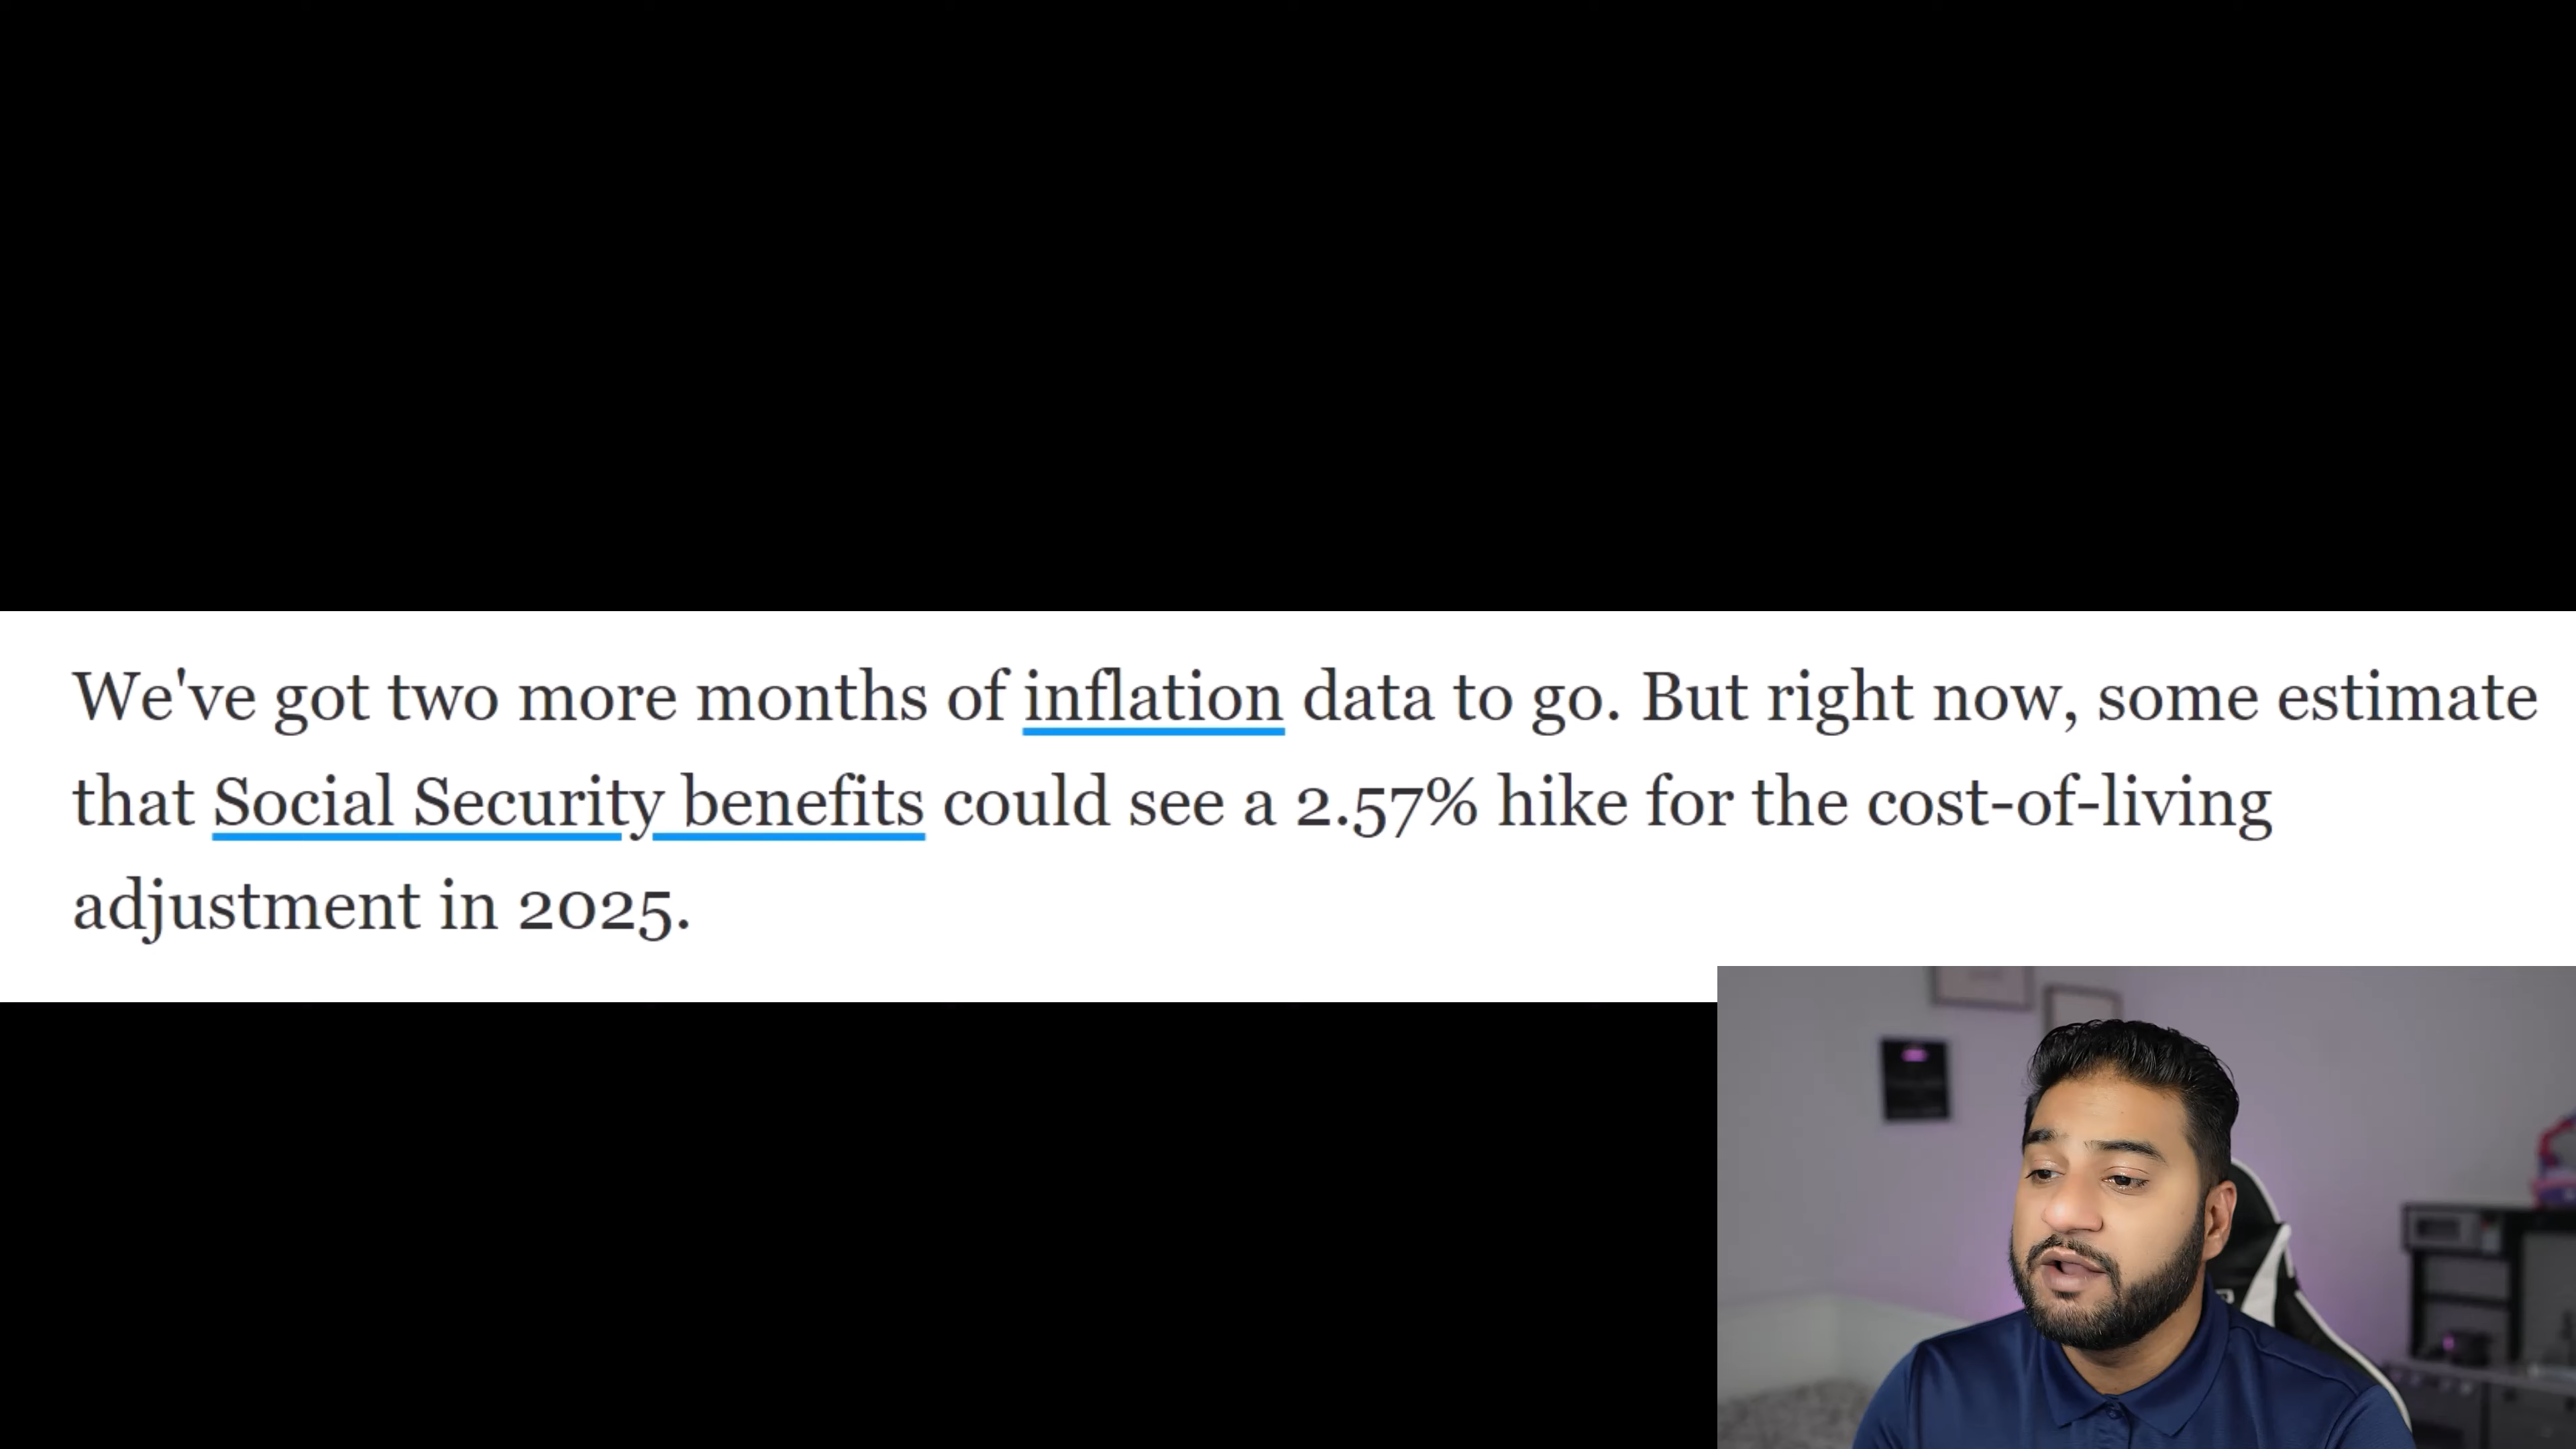 We've got two more months of inflation data to go. But right now, some estimate
that Social Security benefits could see a 2.57% hike for the cost-of-living
adjustment in 2025.